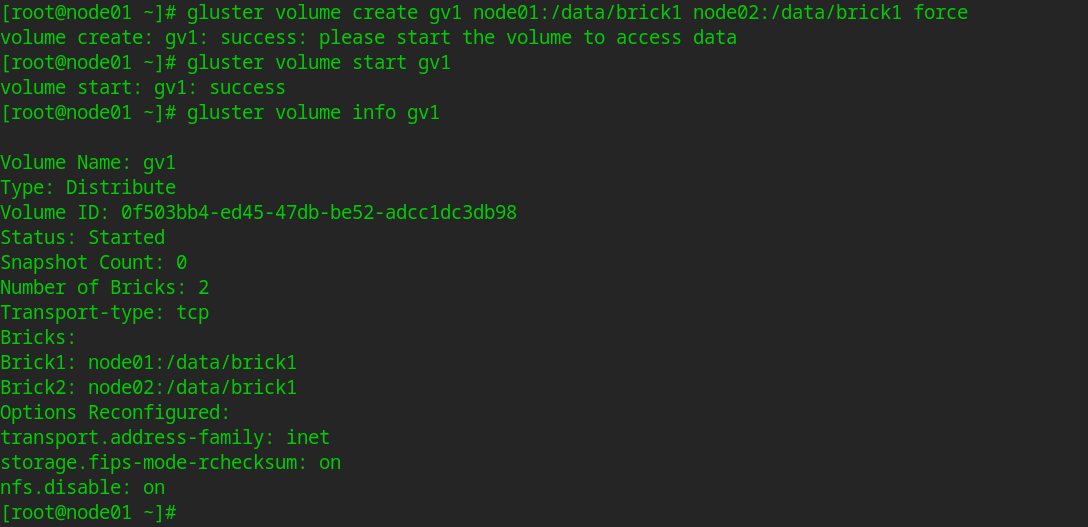 [root@node01 ~]# gluster volume create gv1 node01:/data/brick1 node02:/data/brick1 force
volume create: gv1: success: please start the volume to access data
[root@node01 ~]# gluster volume start gv1
volume start: gv1: success
[root@node01 ~]# gluster volume info gv1

Volume Name: gv1
Type: Distribute
Volume ID: 0f503bb4-ed45-47db-be52-adcc1dc3db98
Status: Started
Snapshot Count: 0
Number of Bricks: 2
Transport-type: tcp
Bricks:
Brick1: node01:/data/brick1
Brick2: node02:/data/brick1
Options Reconfigured:
transport.address-family: inet
storage.fips-mode-rchecksum: on
nfs.disable: on
[root@node01 ~]#